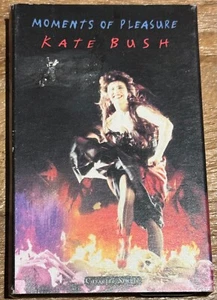 MOMENTS OF PLEASURE
KATE BUSH